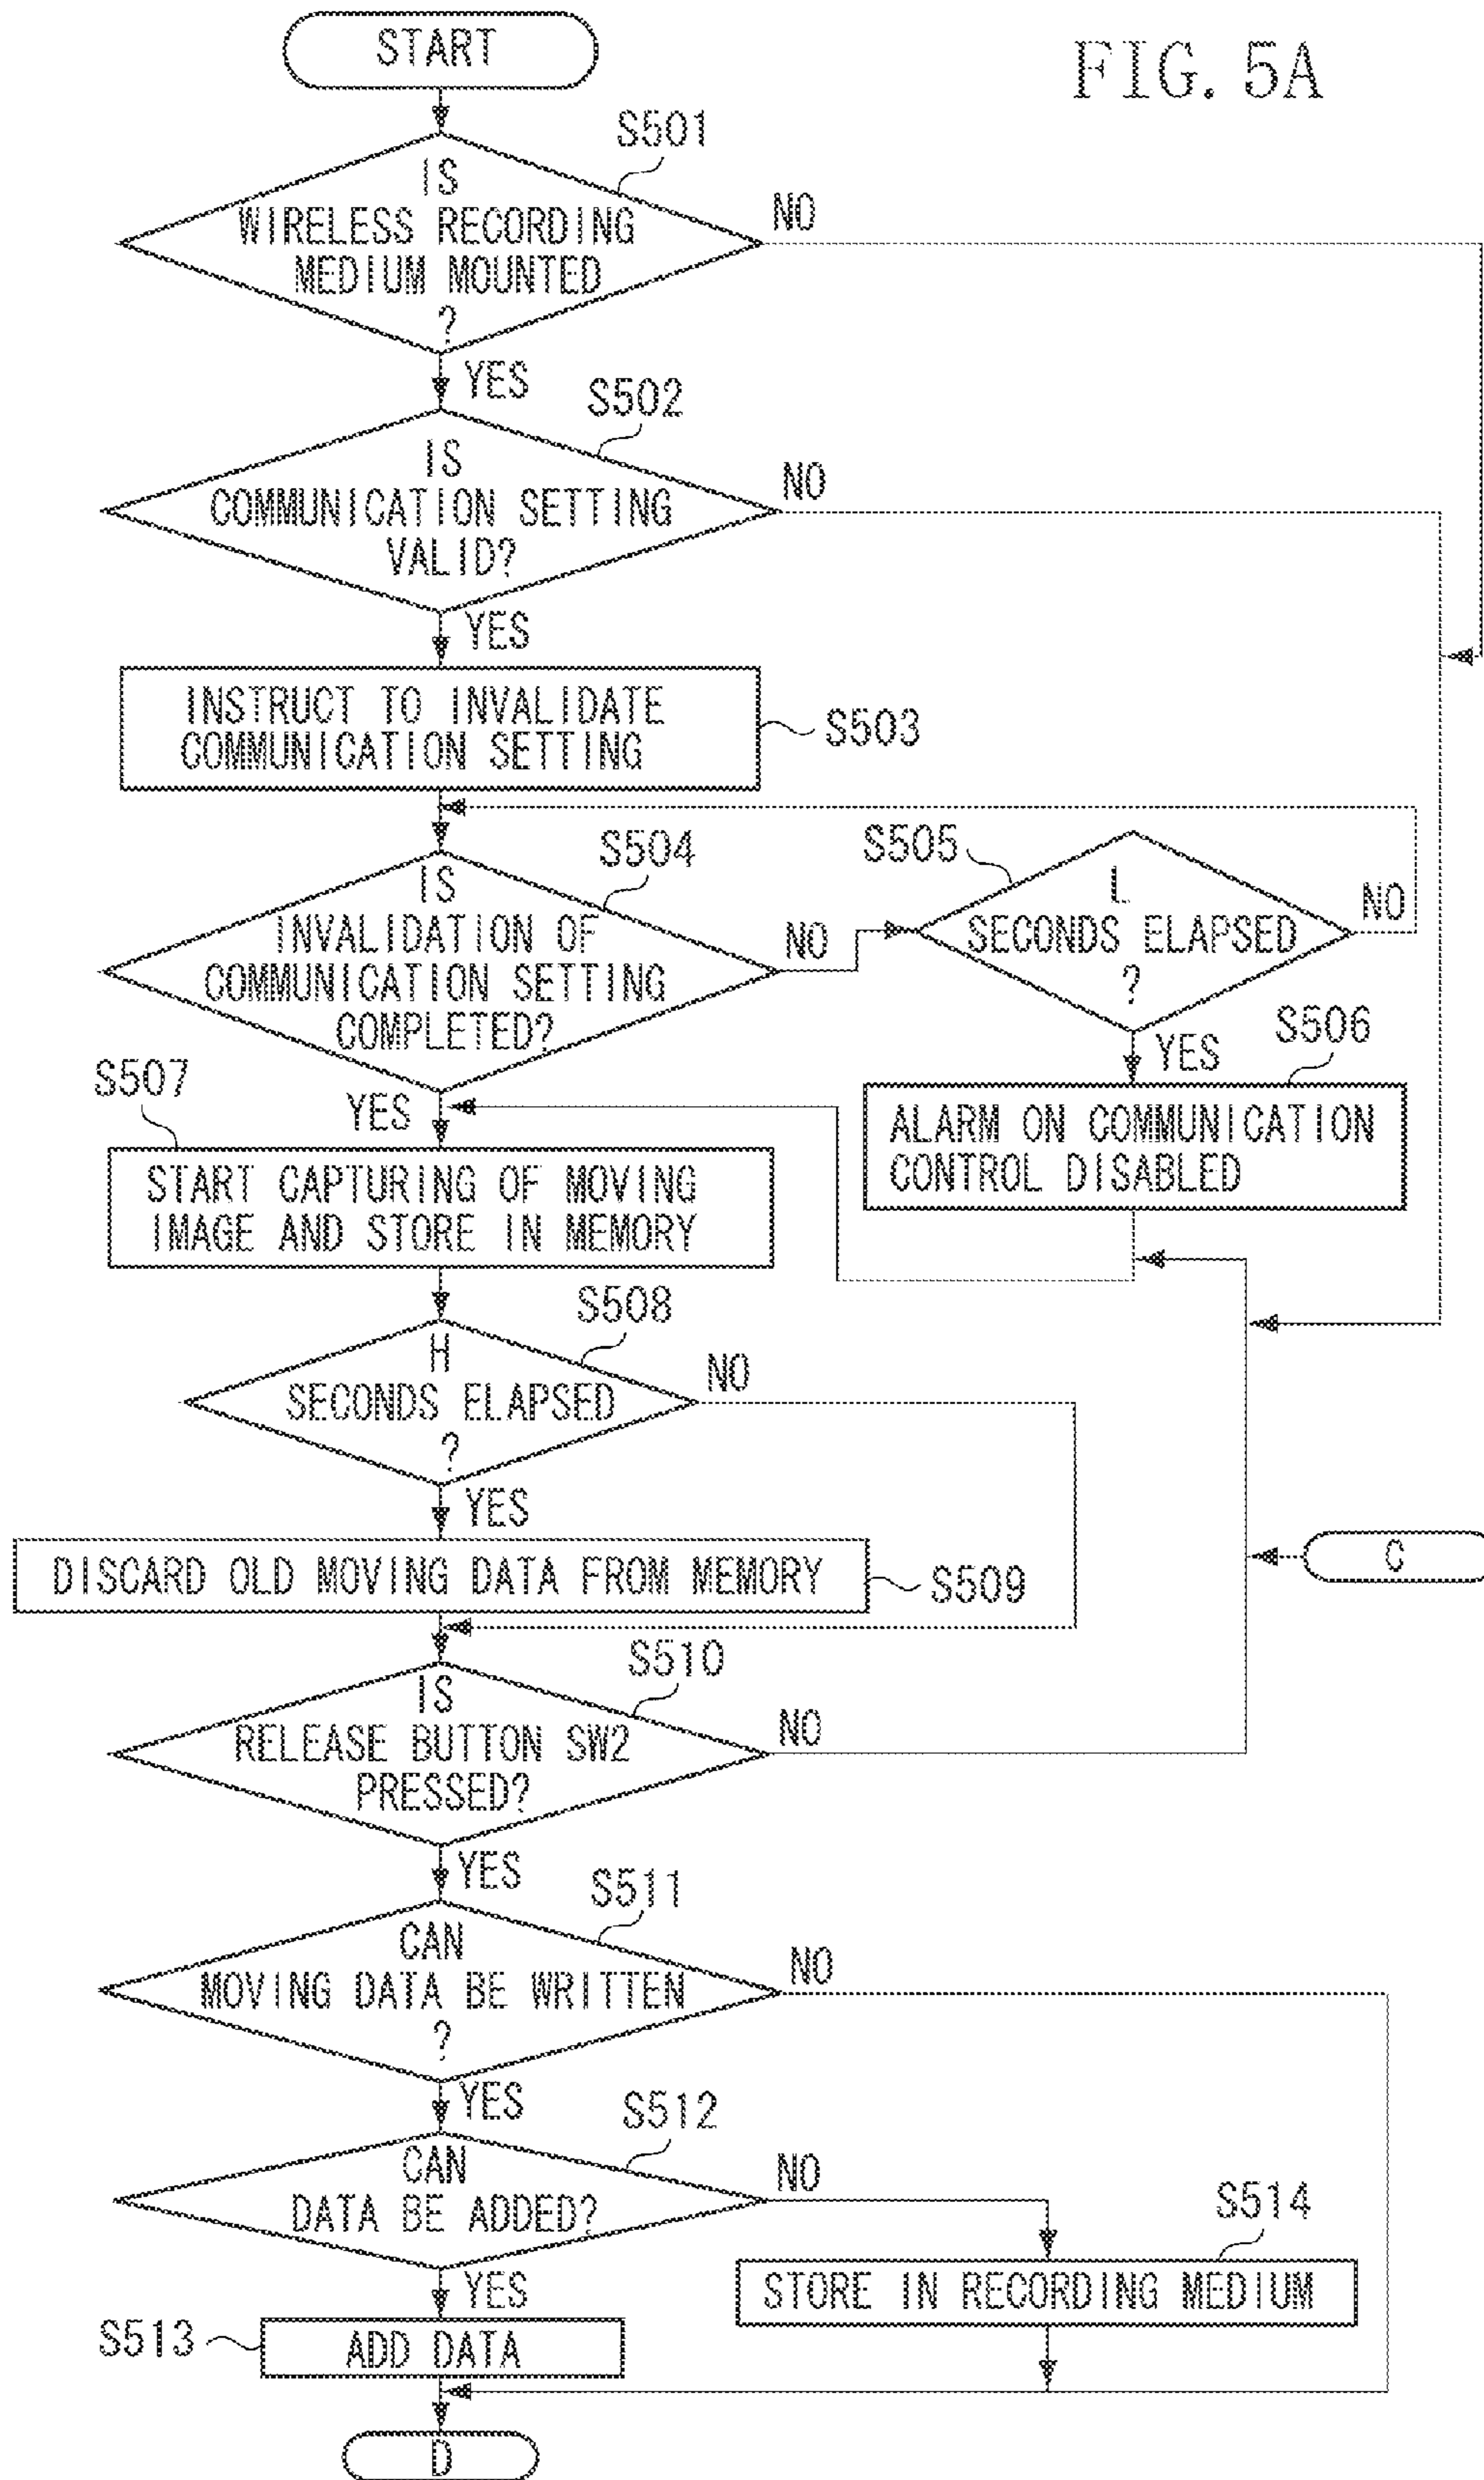 START
FIG. 5A
S501
IS
WIRELESS RECORDING
MEDIUM MOUNTED
?
NO
YES
S502
IS
COMMUNICATION SETTING
VALID?
NO
YES
INSTRUCT TO INVALIDATE
COMMUNICATION SETTING
S503
S504
IS
INVALIDATION OF
COMMUNICATION SETTING
COMPLETED?
NO
S505
L
SECONDS ELAPSED
?
NO
YES
S506
ALARM ON COMMUNICATION
CONTROL DISABLED
YES
S507
START CAPTURING OF MOVING
IMAGE AND STORE IN MEMORY
S508
H
SECONDS ELAPSED
?
NO
YES
DISCARD OLD MOVING DATA FROM MEMORY
S509
C
S510
IS
RELEASE BUTTON SW2
PRESSED?
NO
YES
S511
CAN
MOVING DATA BE WRITTEN
?
NO
YES
S512
CAN
DATA BE ADDED?
NO
YES
S514
STORE IN RECORDING MEDIUM
S513
ADD DATA
D